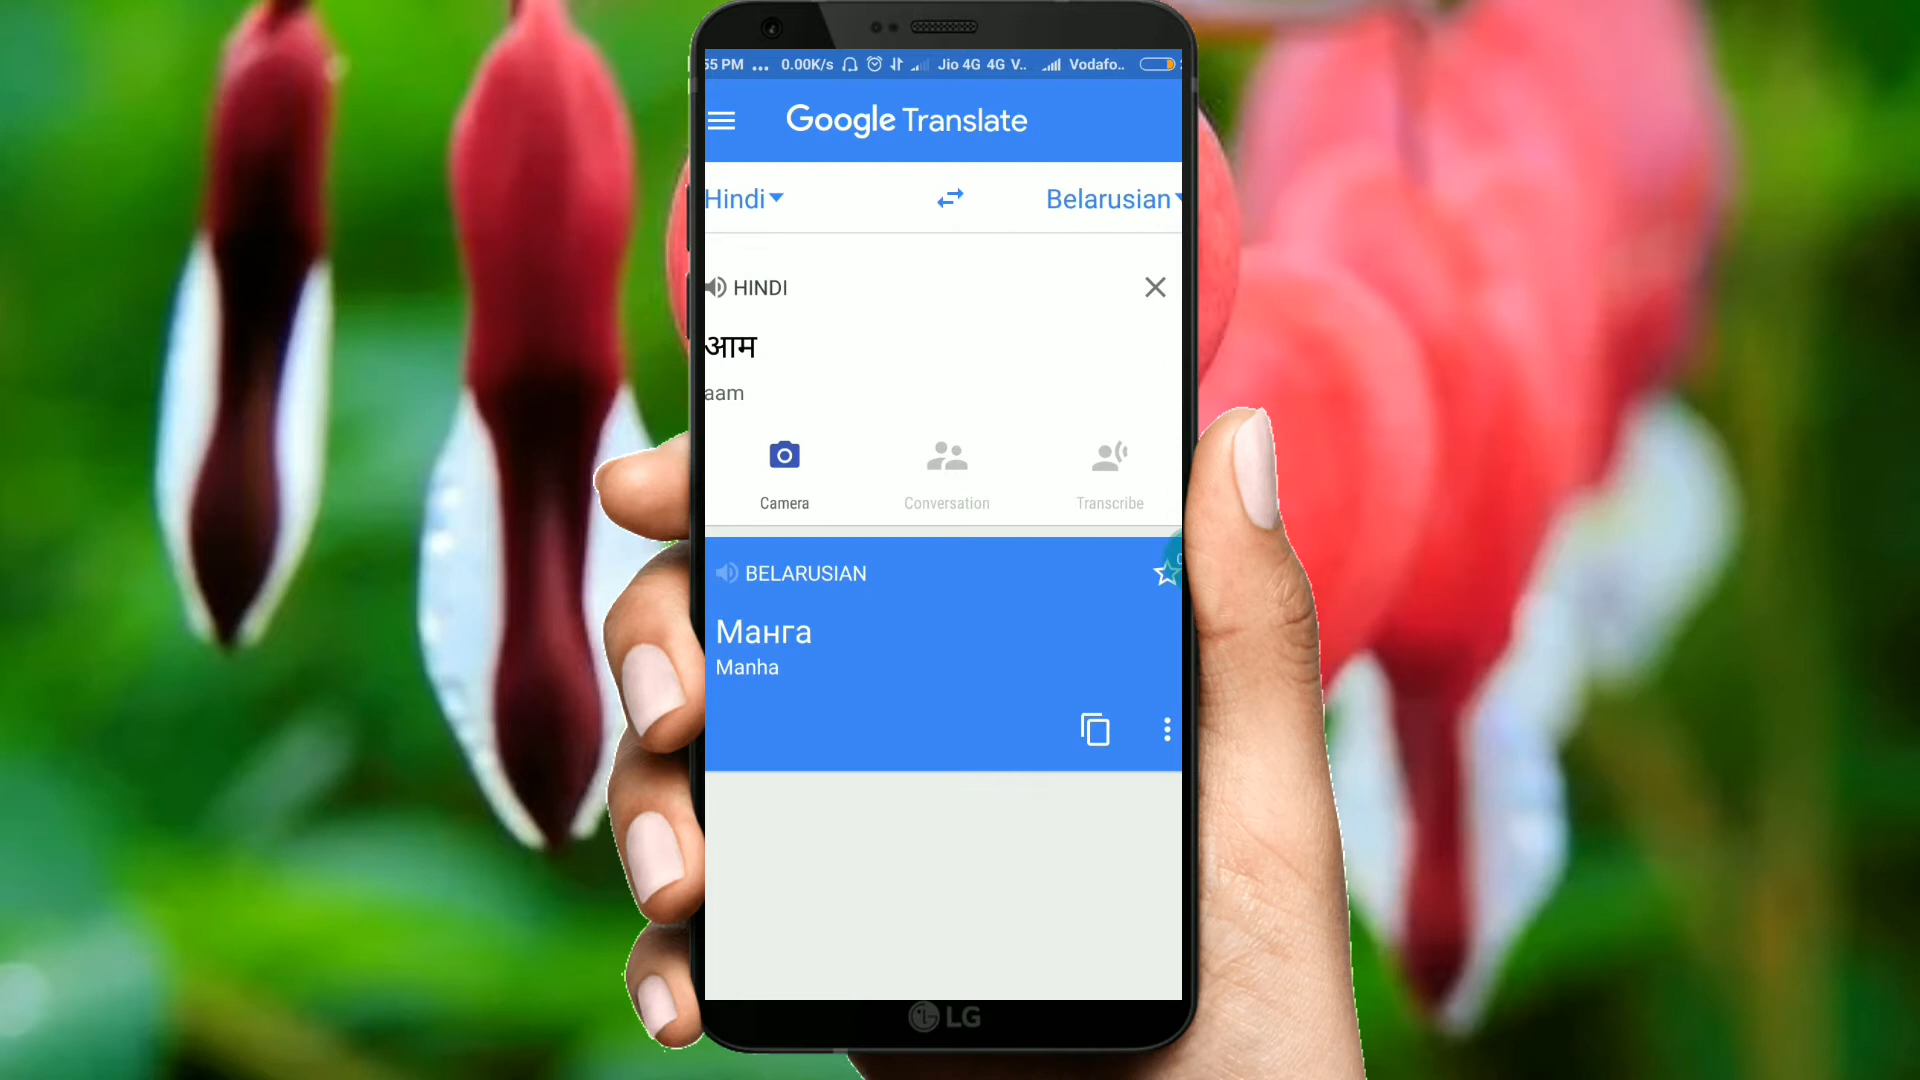 55 PM ... 0.00K/s Jio 4G 4G V.. Vodafo..
Google Translate
Hindi Belarusian
HINDI
आम
aam
Camera Conversation Transcribe
BELARUSIAN
Манга
Manha
LG